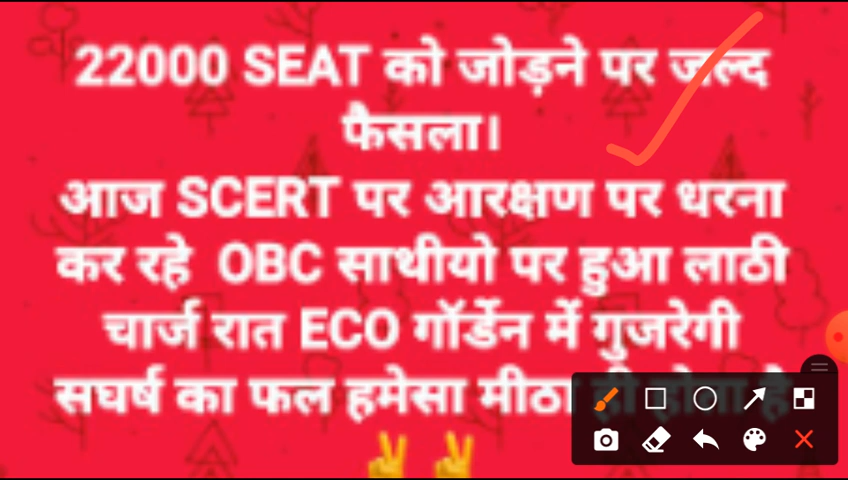 22000 SEAT को जोड़ने पर जल्द
फैसला।
आज SCERT पर आरक्षण पर धरना
कर रहे OBC साथीयो पर हुआ लाठी
चार्ज रात ECO गॉर्डेन में गुजरेगी
सघर्ष का फल हमेसा मीठा